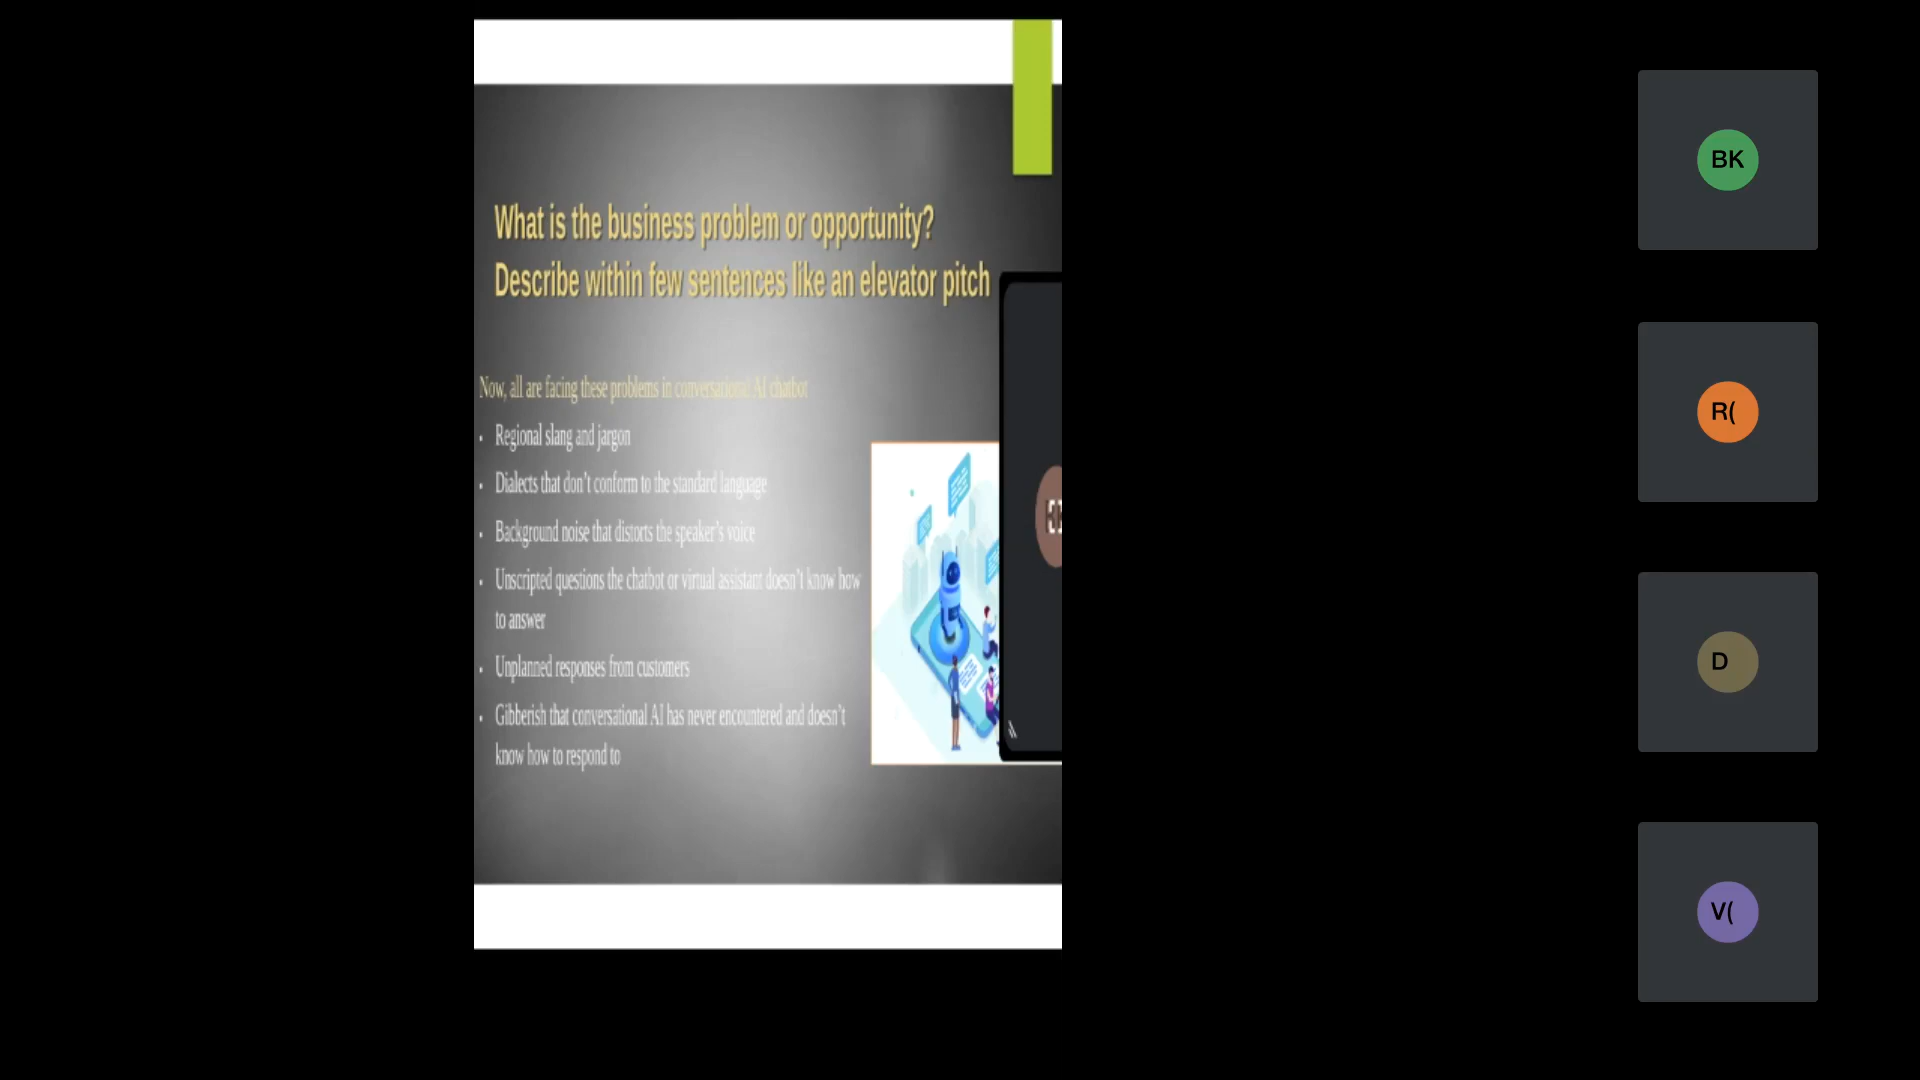 What is the business problem or opportunity?
Describe within few sentences like an elevator pitch
Now, all are facing these problems in conversational AI chatbot
• Regional slang and jargon
• Dialects that don't conform to the standard language
• Background noise that distorts the speaker's voice
• Unscripted questions the chatbot or virtual assistant doesn't know how
to answer
• Unplanned responses from customers
• Gibberish that conversational AI has never encountered and doesn't
know how to respond to
BK
R(
D
V(